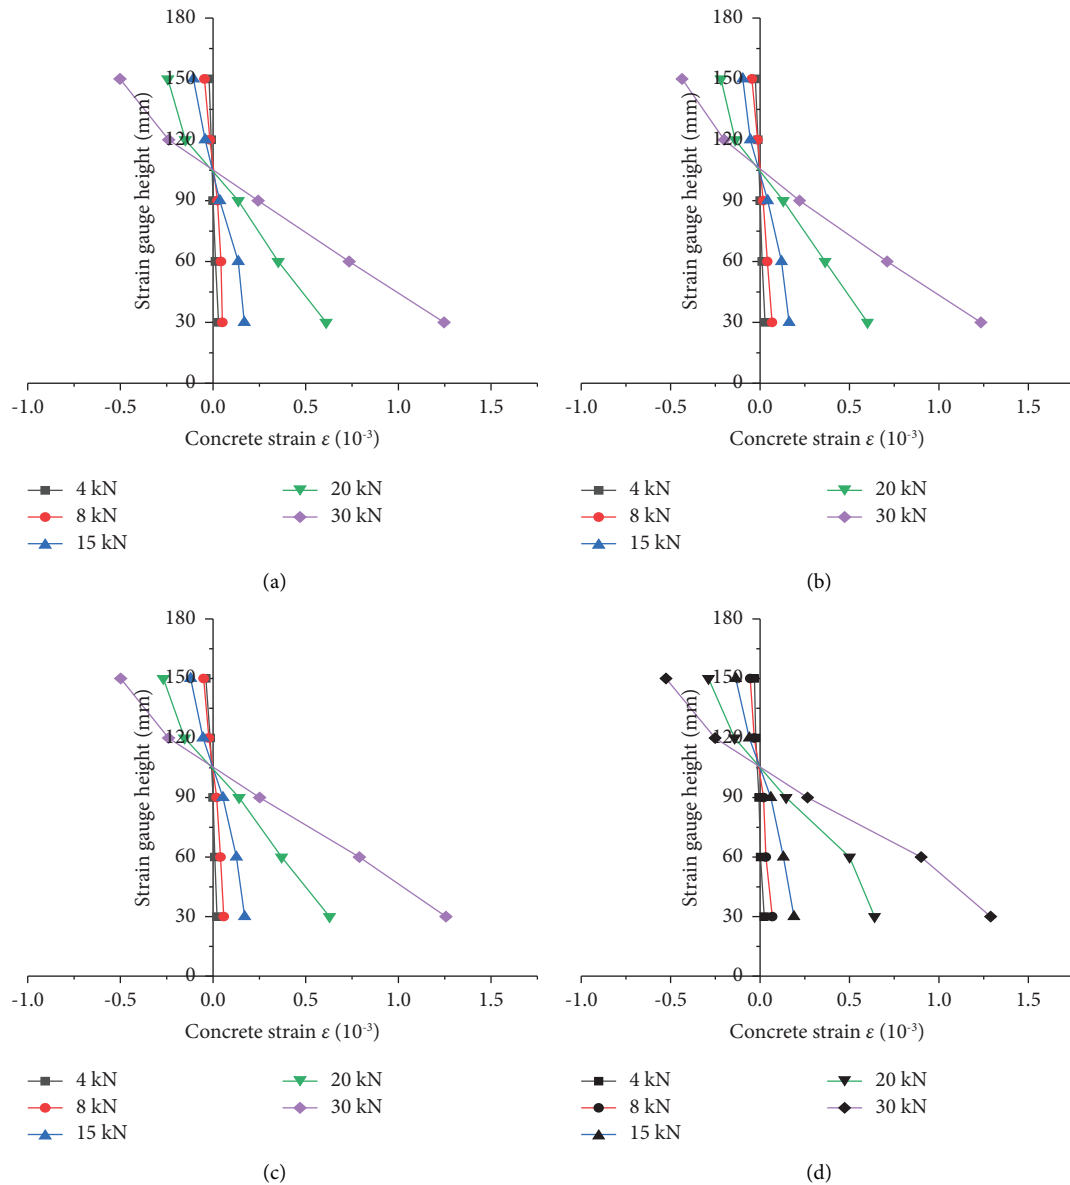 180
150
120
90
60
30
0
Strain gauge height (mm)
-1.0 -0.5 0.0 0.5 1.0 1.5
Concrete strain ε (10⁻³)
4 kN
8 kN
15 kN
20 kN
30 kN
(a)
180
150
120
90
60
30
0
Strain gauge height (mm)
-1.0 -0.5 0.0 0.5 1.0 1.5
Concrete strain ε (10⁻³)
4 kN
8 kN
15 kN
20 kN
30 kN
(b)
180
150
120
90
60
30
0
Strain gauge height (mm)
-1.0 -0.5 0.0 0.5 1.0 1.5
Concrete strain ε (10⁻³)
4 kN
8 kN
15 kN
20 kN
30 kN
(c)
180
150
120
90
60
30
0
Strain gauge height (mm)
-1.0 -0.5 0.0 0.5 1.0 1.5
Concrete strain ε (10⁻³)
4 kN
8 kN
15 kN
20 kN
30 kN
(d)